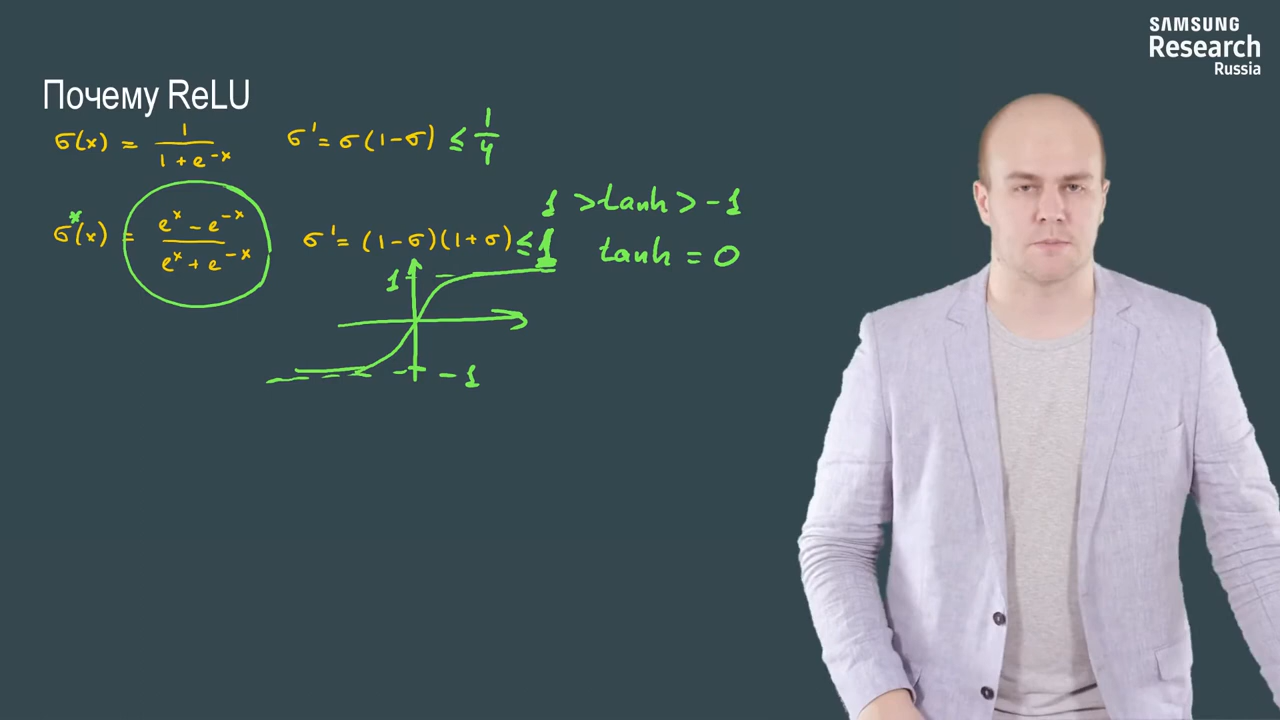 SAMSUNG
Research
Russia
Почему ReLU
σ(x) = 1 / (1 + e^-x)    σ' = σ(1-σ) ≤ 1/4
σ*(x) = (e^x - e^-x) / (e^x + e^-x)    σ' = (1-σ)(1+σ) ≤ 1
1 > tanh > -1
tanh = 0
1
-1